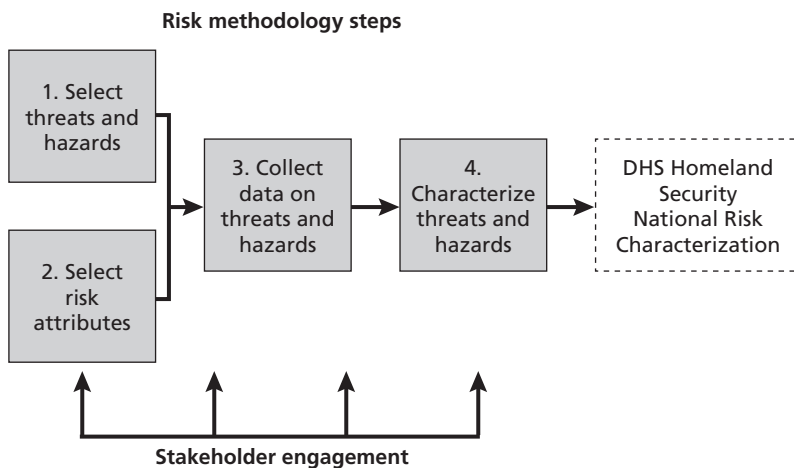 Risk methodology steps
1. Select
threats and
hazards
2. Select
risk
attributes
3. Collect
data on
threats and
hazards
4.
Characterize
threats and
hazards
DHS Homeland
Security
National Risk
Characterization
Stakeholder engagement